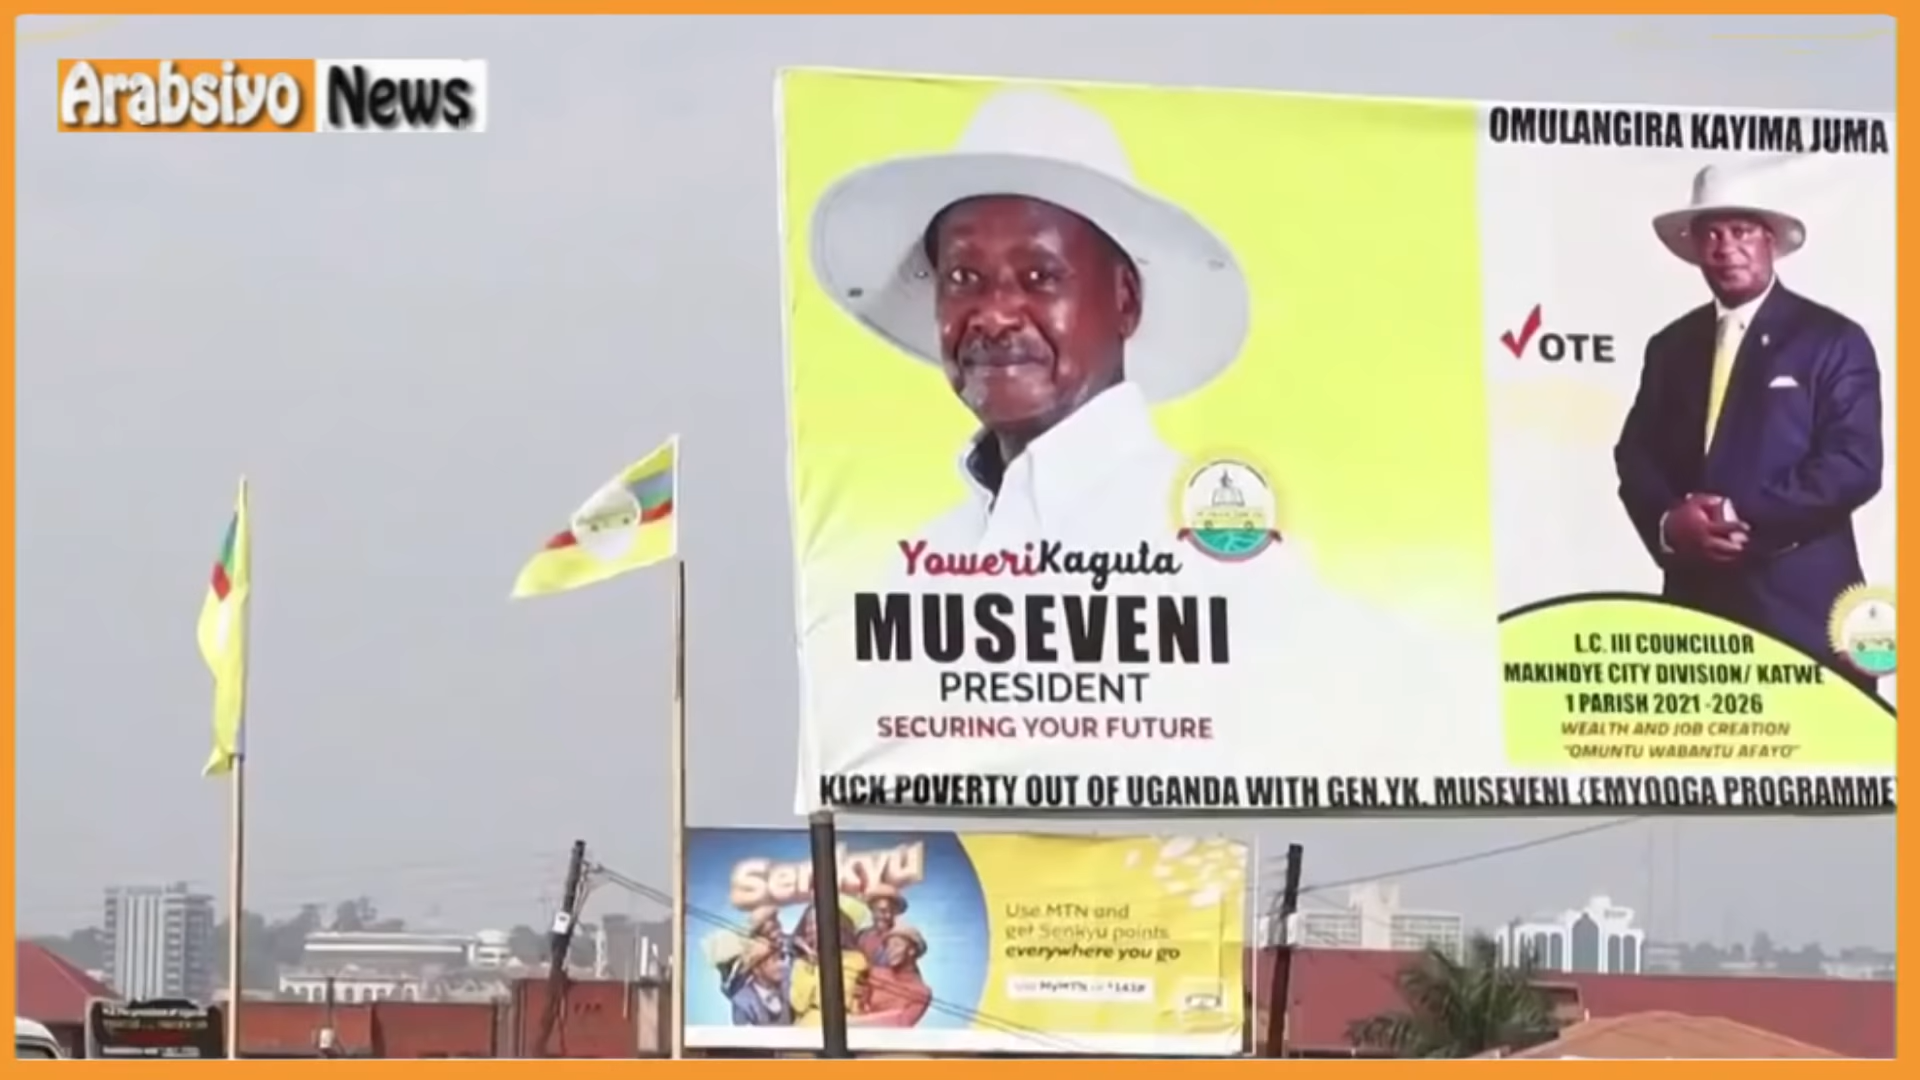 Arabsiyo News
OMULANGIRA KAYIMA JUMA
VOTE
YoweriKaguta
MUSEVENI
PRESIDENT
SECURING YOUR FUTURE
L.C. III COUNCILLOR
MAKINDYE CITY DIVISION/ KATWE
1 PARISH 2021-2026
WEALTH AND JOB CREATION
"OMUNTU WABANTU AFAYO"
KICK POVERTY OUT OF UGANDA WITH GEN.YK. MUSEVENI {EMYOOGA PROGRAMME
Senkyu
Use MTN and
get Senkyu points
everywhere you go